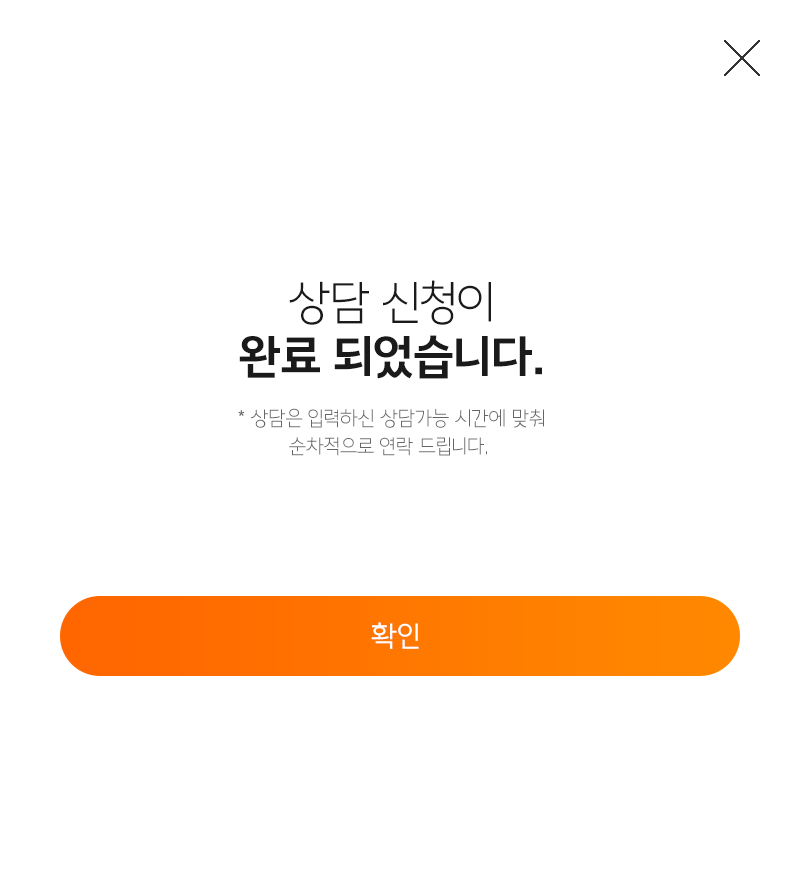 상담 신청이
완료 되었습니다.
* 상담은 입력하신 상담가능 시간에 맞춰
순차적으로 연락 드립니다.
확인